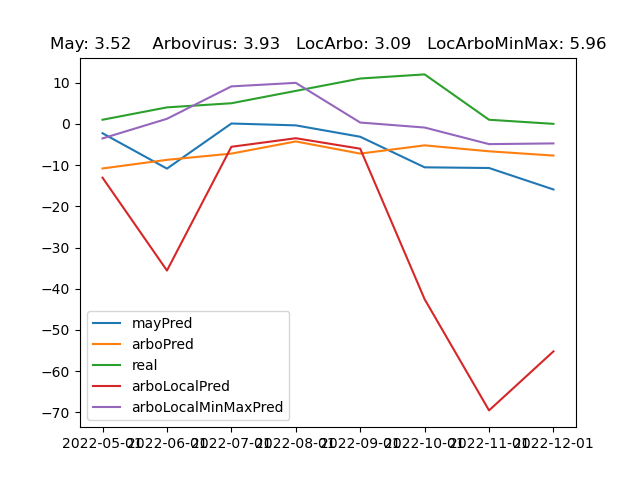 May: 3.52    Arbovirus: 3.93   LocArbo: 3.09   LocArboMinMax: 5.96
10
0
−10
−20
−30
−40
−50
−60
−70
mayPred
arboPred
real
arboLocalPred
arboLocalMinMaxPred
2022-05-01 2022-06-01 2022-07-01 2022-08-01 2022-09-01 2022-10-01 2022-11-01 2022-12-01